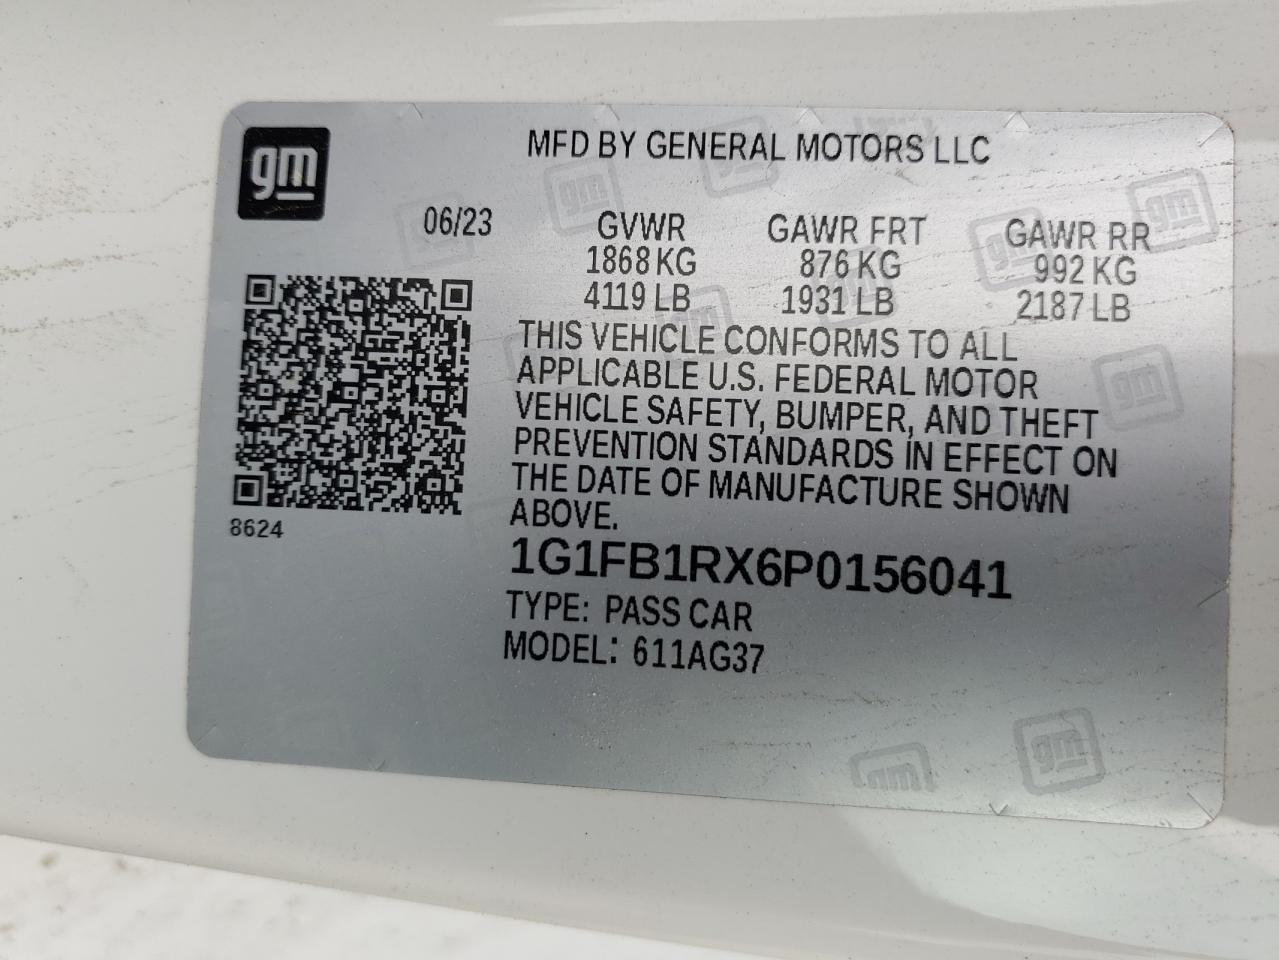 gm
MFD BY GENERAL MOTORS LLC
06/23 GVWR GAWR FRT GAWR RR
1868 KG 876 KG 992 KG
4119 LB 1931 LB 2187 LB
THIS VEHICLE CONFORMS TO ALL
APPLICABLE U.S. FEDERAL MOTOR
VEHICLE SAFETY, BUMPER, AND THEFT
PREVENTION STANDARDS IN EFFECT ON
THE DATE OF MANUFACTURE SHOWN
ABOVE.
8624
1G1FB1RX6P0156041
TYPE: PASS CAR
MODEL: 611AG37